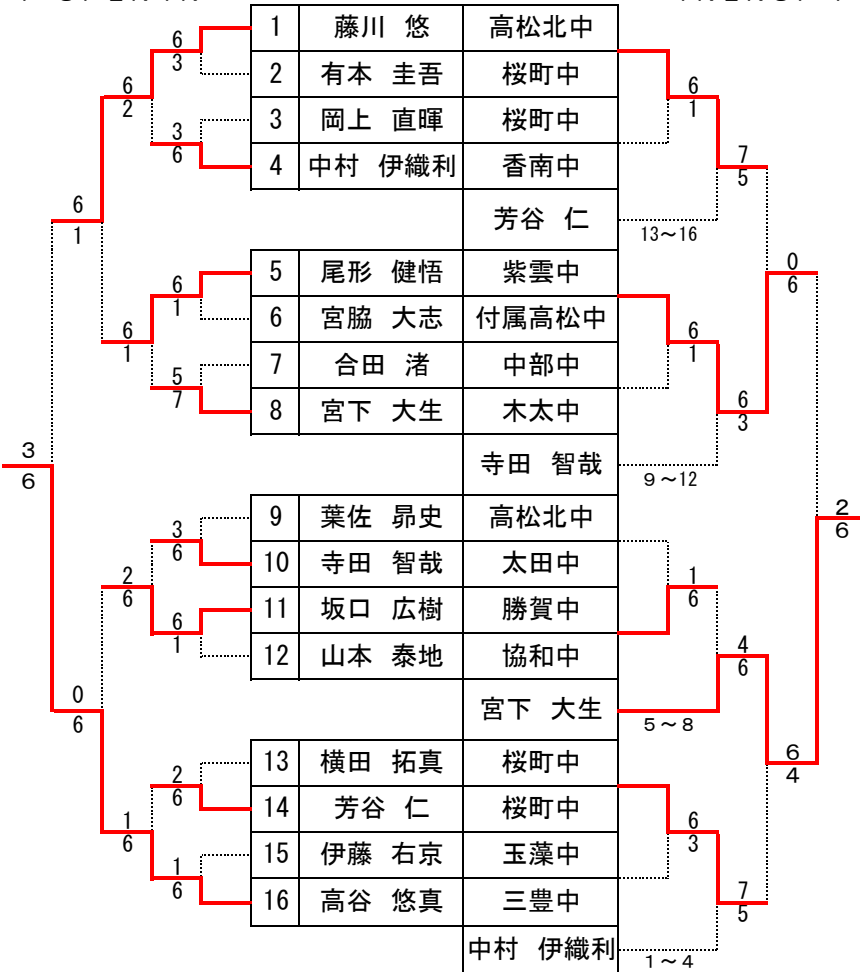 6
1 藤川 悠 高松北中
3
6
2 有本 圭吾 桜町中
6
2
3 岡上 直暉 桜町中
1
3
6
4 中村 伊織利 香南中
7
5
6
1
芳谷 仁
13～16
5 尾形 健悟 紫雲中
0
6
6
1
6 宮脇 大志 付属高松中
6
1
6
1
7 合田 渚 中部中
5
7
8 宮下 大生 木太中
6
3
3
6
寺田 智哉
９～12
9 葉佐 昴史 高松北中
2
6
3
6
10 寺田 智哉 太田中
2
6
1
6
11 坂口 広樹 勝賀中
6
1
12 山本 泰地 協和中
4
6
0
6
宮下 大生
５～８
13 横田 拓真 桜町中
6
4
2
6
14 芳谷 仁 桜町中
1
6
6
3
15 伊藤 右京 玉藻中
1
6
16 高谷 悠真 三豊中
7
5
中村 伊織利
１～４